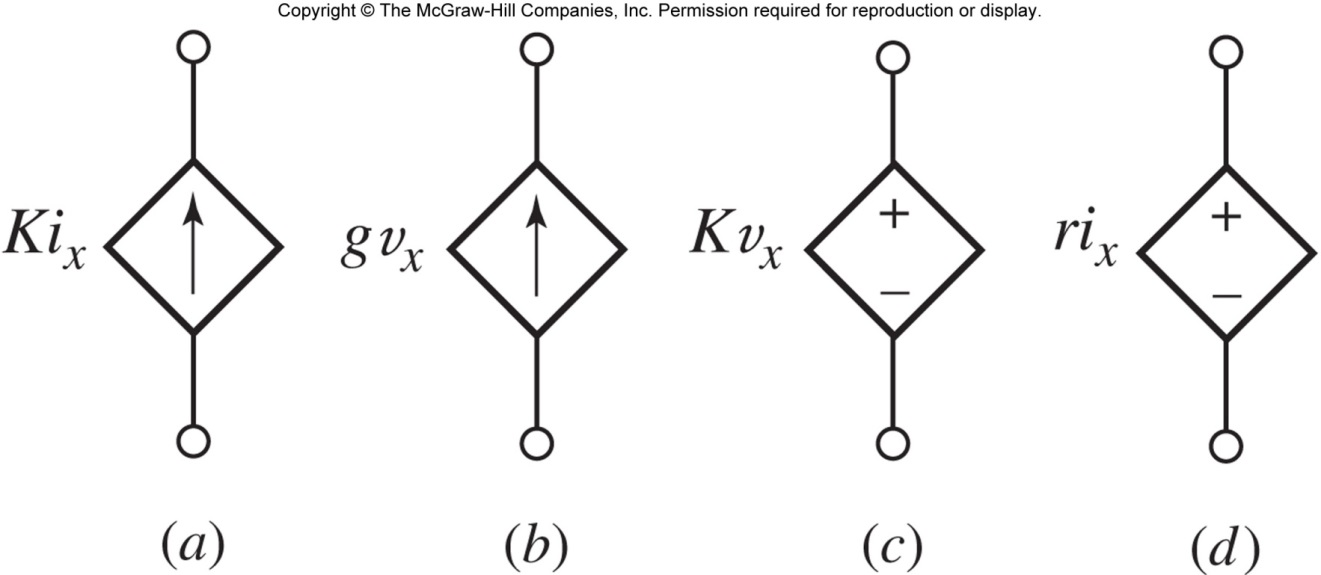 Copyright © The McGraw-Hill Companies, Inc. Permission required for reproduction or display.
Kiₓ gvₓ Kvₓ riₓ
+ +
− −
(a) (b) (c) (d)